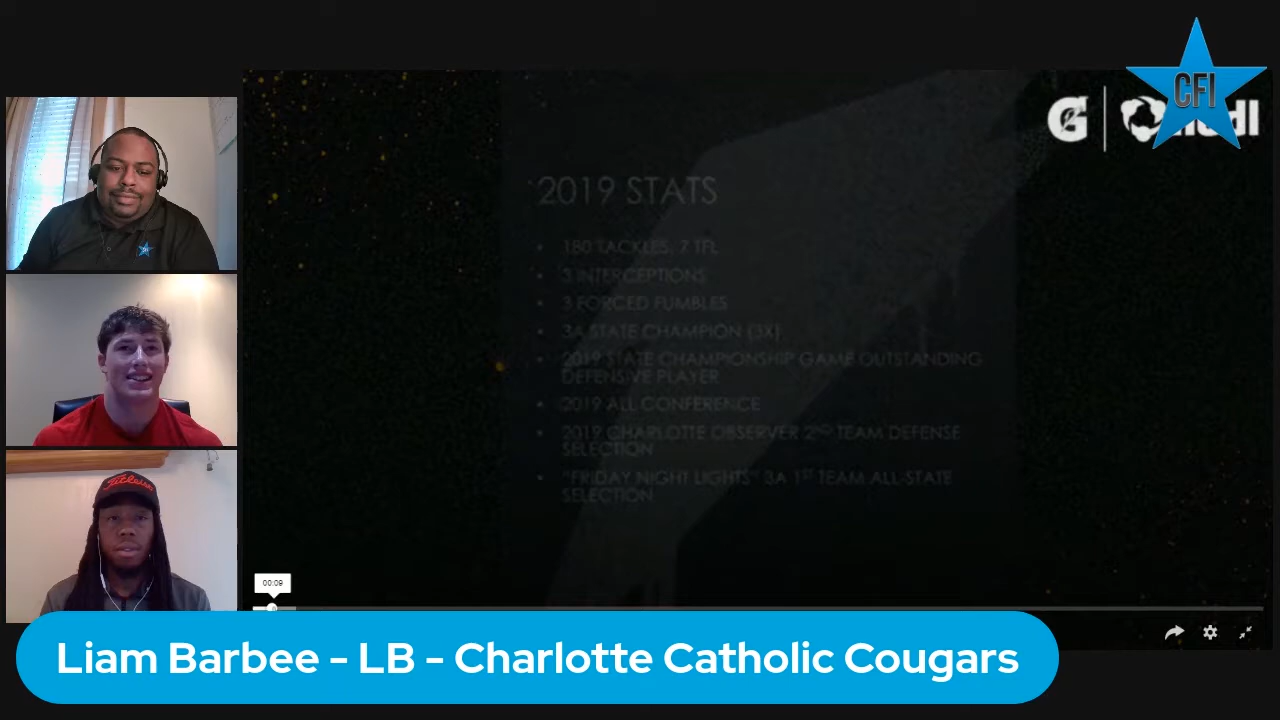 CFI
G
2019 STATS
• 180 TACKLES, 7 TFL
• 3 INTERCEPTIONS
• 3 FORCED FUMBLES
• 3A STATE CHAMPION (3X)
• 2019 STATE CHAMPIONSHIP GAME OUTSTANDING
DEFENSIVE PLAYER
• 2019 ALL CONFERENCE
• 2019 CHARLOTTE OBSERVER 2ND TEAM DEFENSE
SELECTION
• "FRIDAY NIGHT LIGHTS" 3A 1ST TEAM ALL-STATE
SELECTION
Titleist
00:09
Liam Barbee - LB - Charlotte Catholic Cougars